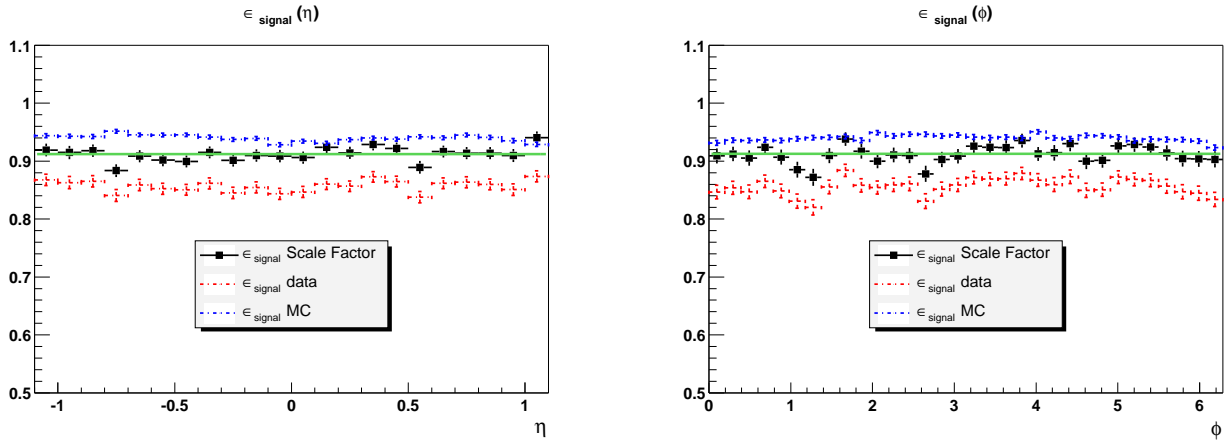 ∈ signal (η)
1.1
1
0.9
0.8
0.7
0.6
0.5
-1
-0.5
0
0.5
1
η
∈ signal Scale Factor
∈ signal data
∈ signal MC
∈ signal (ϕ)
1.1
1
0.9
0.8
0.7
0.6
0.5
0
1
2
3
4
5
6
ϕ
∈ signal Scale Factor
∈ signal data
∈ signal MC